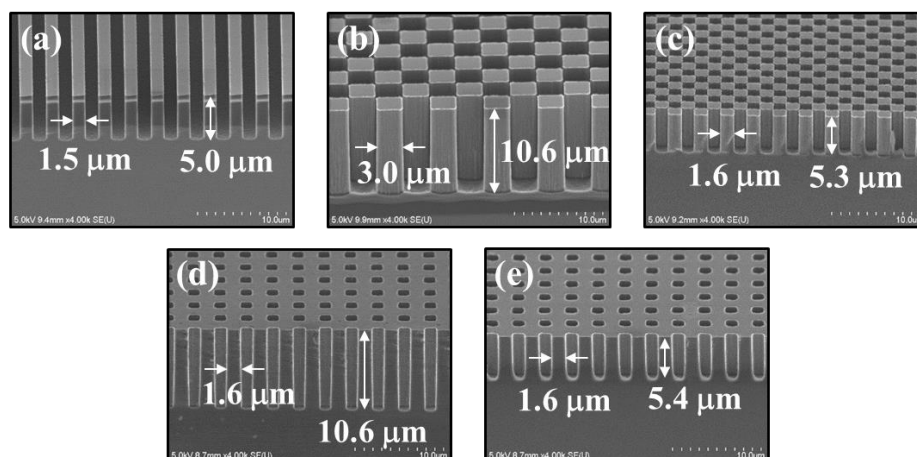 (a)
1.5 μm
5.0 μm
5.0kV 9.4mm x4.00k SE(U)
10.0um
(b)
3.0 μm
10.6 μm
5.0kV 9.9mm x4.00k SE(U)
10.0um
(c)
1.6 μm
5.3 μm
5.0kV 9.2mm x4.00k SE(U)
10.0u
(d)
1.6 μm
10.6 μm
5.0kV 8.7mm x4.00k SE(U)
10.0um
(e)
1.6 μm
5.4 μm
5.0kV 8.7mm x4.00k SE(U)
10.0um